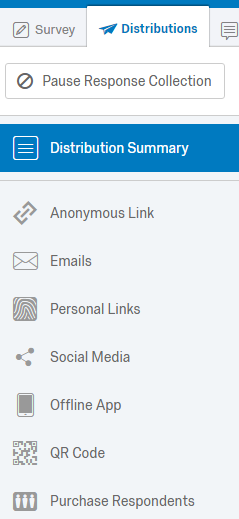 Survey
Distributions
Pause Response Collection
Distribution Summary
Anonymous Link
Emails
Personal Links
Social Media
Offline App
QR Code
Purchase Respondents